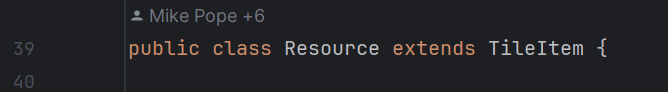 Mike Pope +6
39 public class Resource extends TileItem {
40